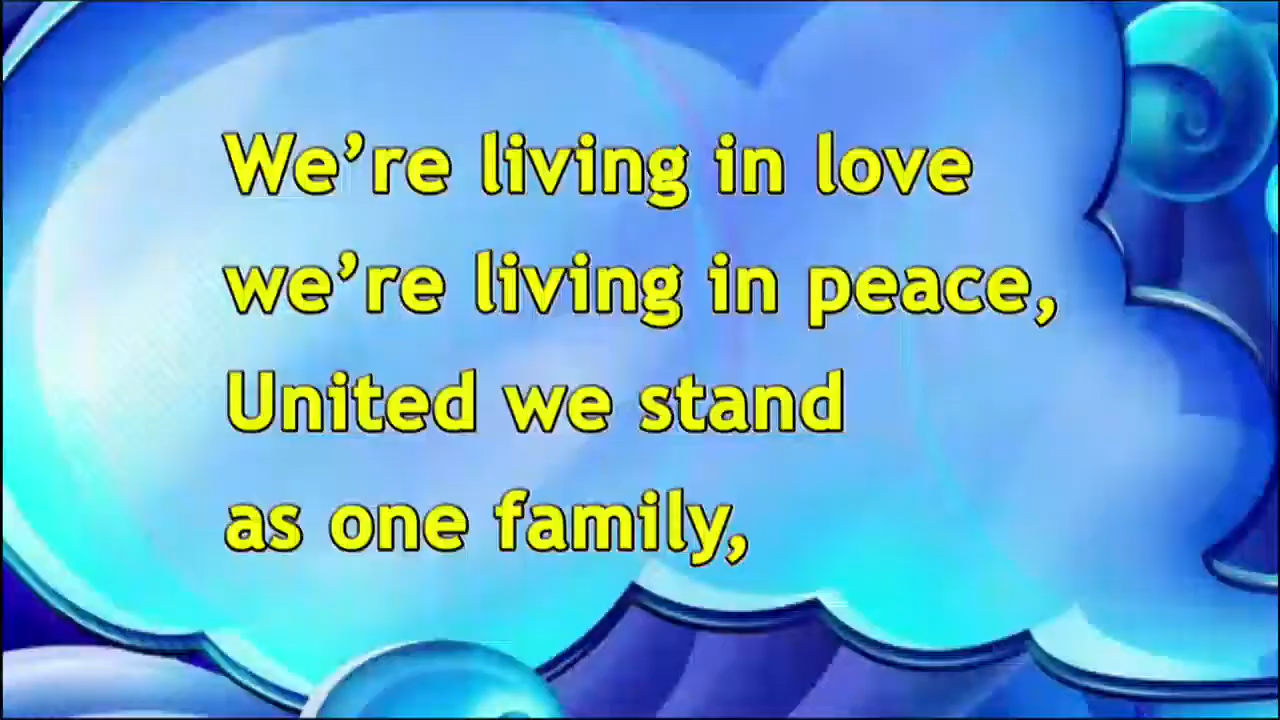 We’re living in love
we’re living in peace,
United we stand
as one family,